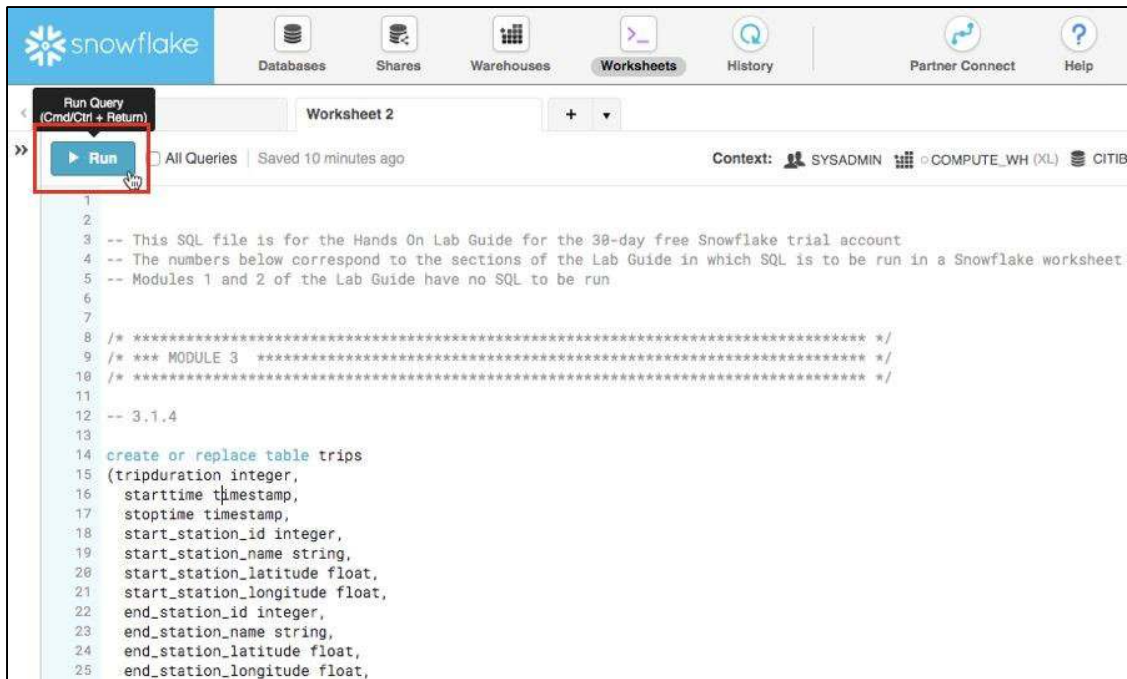 snowflake
Databases Shares Warehouses Worksheets History Partner Connect Help
Run Query
(Cmd/Ctrl + Return)
Worksheet 2 + ▾
Run All Queries Saved 10 minutes ago Context: SYSADMIN COMPUTE_WH (XL) CITIB
1
2
3 -- This SQL file is for the Hands On Lab Guide for the 30-day free Snowflake trial account
4 -- The numbers below correspond to the sections of the Lab Guide in which SQL is to be run in a Snowflake worksheet
5 -- Modules 1 and 2 of the Lab Guide have no SQL to be run
6
7
8 /* *********************************************************************************** */
9 /* *** MODULE 3 ********************************************************************* */
10 /* *********************************************************************************** */
11
12 -- 3.1.4
13
14 create or replace table trips
15 (tripduration integer,
16 starttime timestamp,
17 stoptime timestamp,
18 start_station_id integer,
19 start_station_name string,
20 start_station_latitude float,
21 start_station_longitude float,
22 end_station_id integer,
23 end_station_name string,
24 end_station_latitude float,
25 end_station_longitude float,